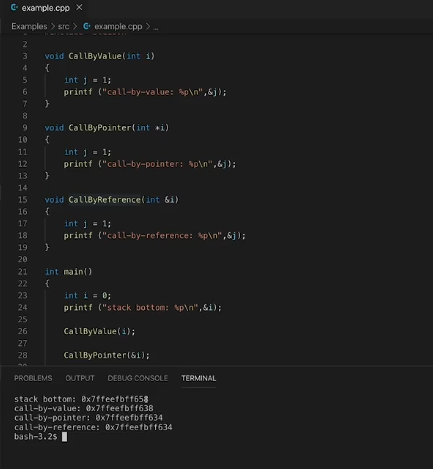 example.cpp ×
Examples > src > example.cpp > ...
2
3 void CallByValue(int i)
4 {
5 int j = 1;
6 printf ("call-by-value: %p\n",&j);
7 }
8
9 void CallByPointer(int *i)
10 {
11 int j = 1;
12 printf ("call-by-pointer: %p\n",&j);
13 }
14
15 void CallByReference(int &i)
16 {
17 int j = 1;
18 printf ("call-by-reference: %p\n",&j);
19 }
20
21 int main()
22 {
23 int i = 0;
24 printf ("stack bottom: %p\n",&i);
25
26 CallByValue(i);
27
28 CallByPointer(&i);
PROBLEMS OUTPUT DEBUG CONSOLE TERMINAL
stack bottom: 0x7ffeefbff658
call-by-value: 0x7ffeefbff638
call-by-pointer: 0x7ffeefbff634
call-by-reference: 0x7ffeefbff634
bash-3.2$